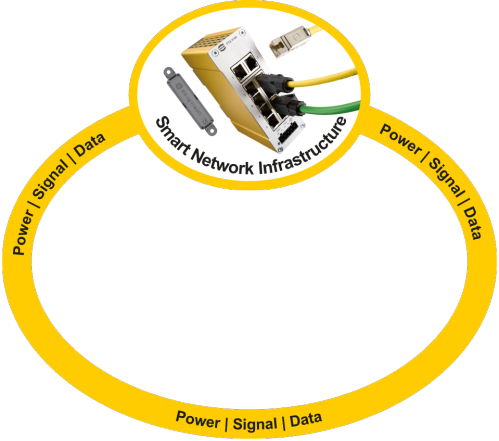 Smart Network Infrastructure
Power | Signal | Data
Power | Signal | Data
Power | Signal | Data